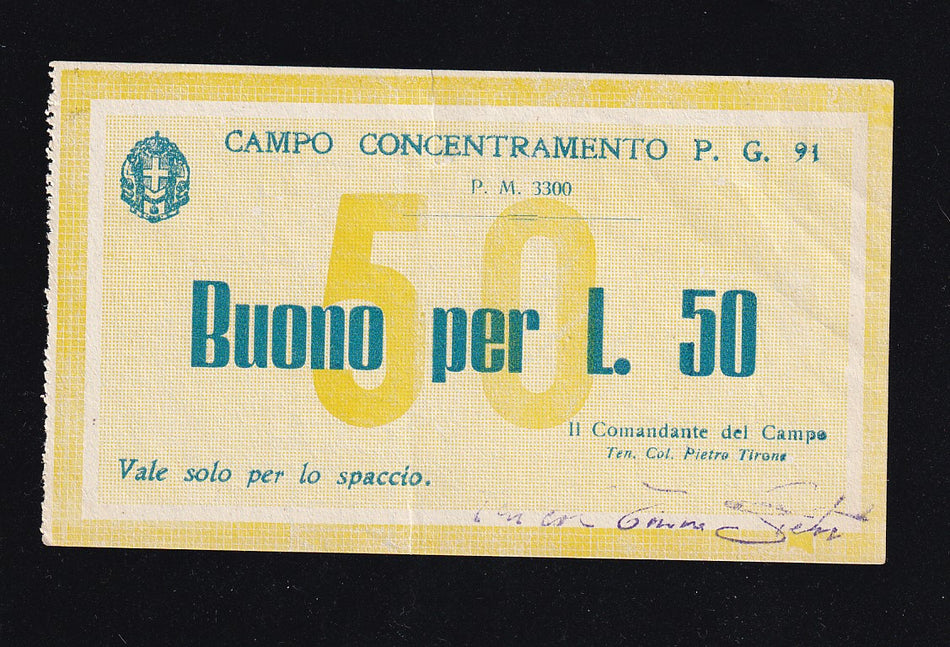 CAMPO CONCENTRAMENTO P. G. 91
P. M. 3300
50
Buono per L. 50
Il Comandante del Campo
Ten. Col. Pietro Tirone
Vale solo per lo spaccio.